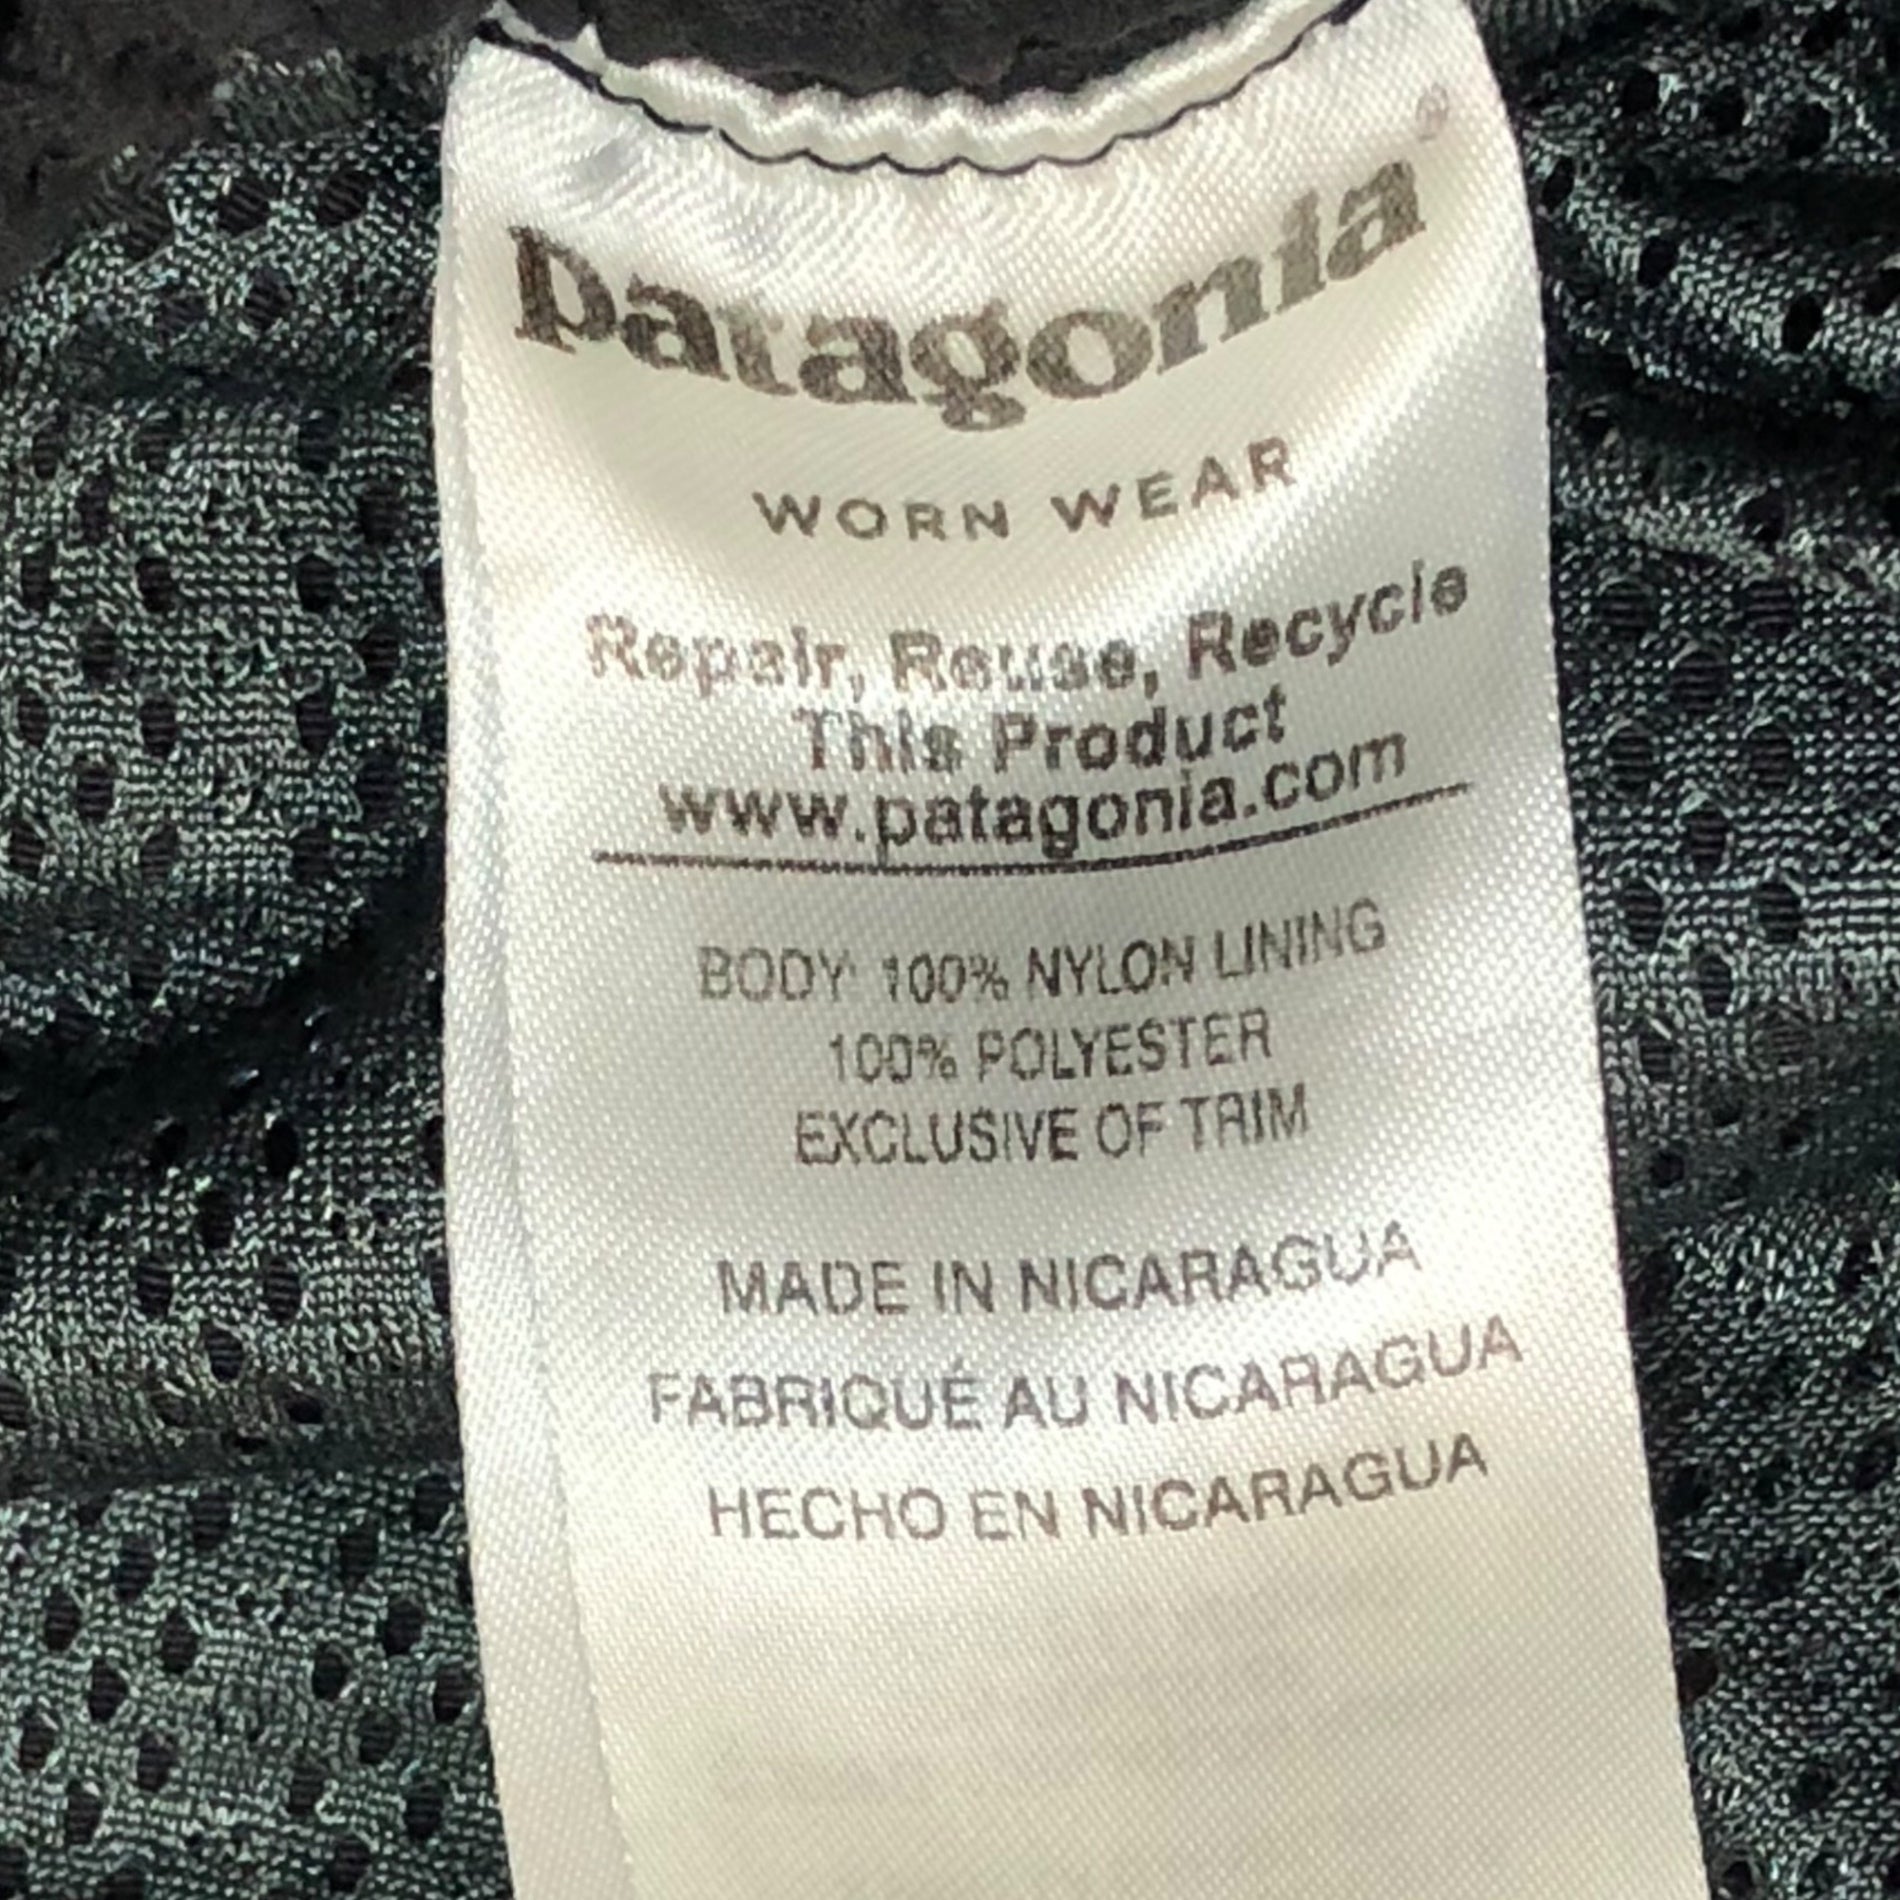 patagonia®
WORN WEAR
Repair, Reuse, Recycle
This Product
www.patagonia.com
BODY: 100% NYLON LINING
100% POLYESTER
EXCLUSIVE OF TRIM
MADE IN NICARAGUA
FABRIQUÉ AU NICARAGUA
HECHO EN NICARAGUA